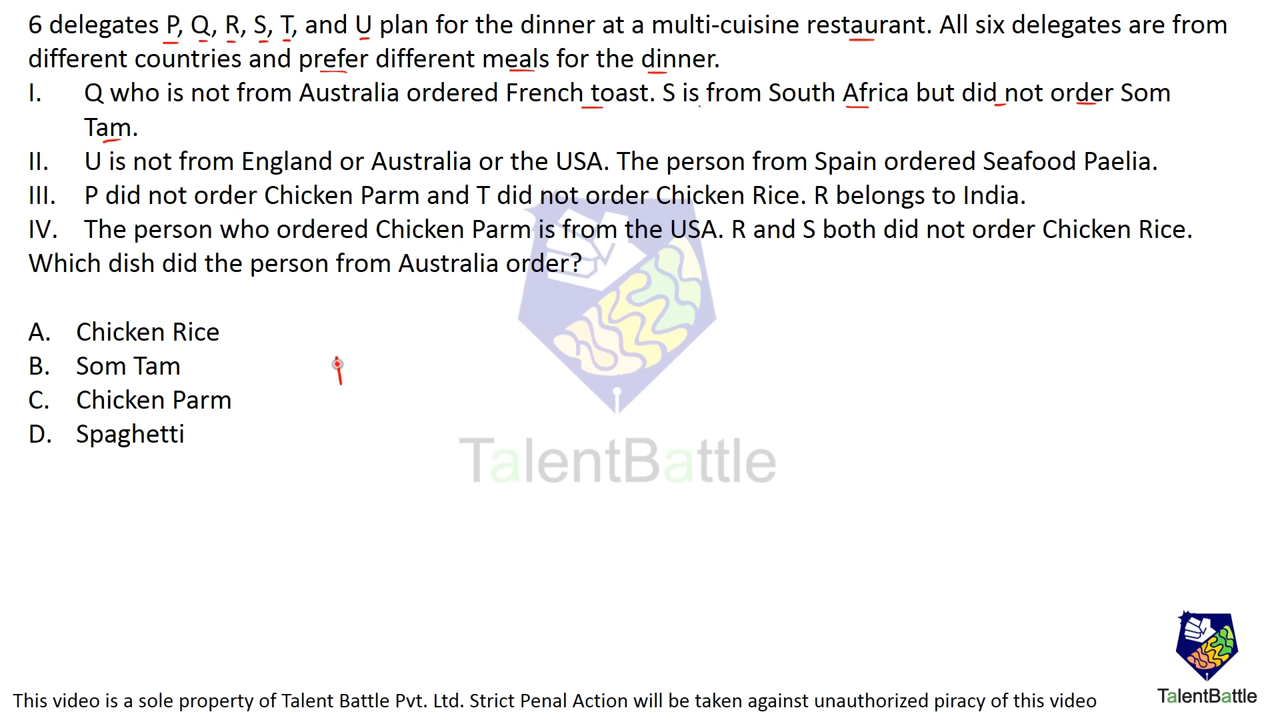 6 delegates P, Q, R, S, T, and U plan for the dinner at a multi-cuisine restaurant. All six delegates are from
different countries and prefer different meals for the dinner.
I. Q who is not from Australia ordered French toast. S is from South Africa but did not order Som
Tam.
II. U is not from England or Australia or the USA. The person from Spain ordered Seafood Paelia.
III. P did not order Chicken Parm and T did not order Chicken Rice. R belongs to India.
IV. The person who ordered Chicken Parm is from the USA. R and S both did not order Chicken Rice.
Which dish did the person from Australia order?
A. Chicken Rice
B. Som Tam
C. Chicken Parm
D. Spaghetti
TalentBattle
TalentBattle
This video is a sole property of Talent Battle Pvt. Ltd. Strict Penal Action will be taken against unauthorized piracy of this video